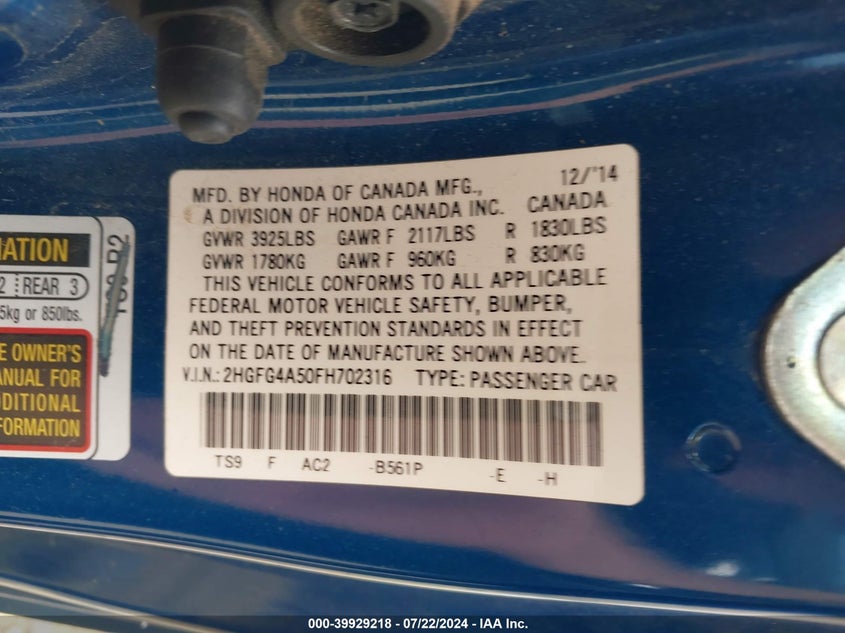 MFD. BY HONDA OF CANADA MFG., 12/'14
A DIVISION OF HONDA CANADA INC. CANADA
GVWR 3925LBS GAWR F 2117LBS R 1830LBS
GVWR 1780KG GAWR F 960KG R 830KG
THIS VEHICLE CONFORMS TO ALL APPLICABLE
FEDERAL MOTOR VEHICLE SAFETY, BUMPER,
AND THEFT PREVENTION STANDARDS IN EFFECT
ON THE DATE OF MANUFACTURE SHOWN ABOVE.
V.I.N.: 2HGFG4A50FH702316 TYPE: PASSENGER CAR
TS9 F AC2 -B561P -E -H
MATION
2 REAR 3
5kg or 850lbs.
E OWNER'S
ANUAL FOR
DDITIONAL
FORMATION
000-39929218 - 07/22/2024 - IAA Inc.